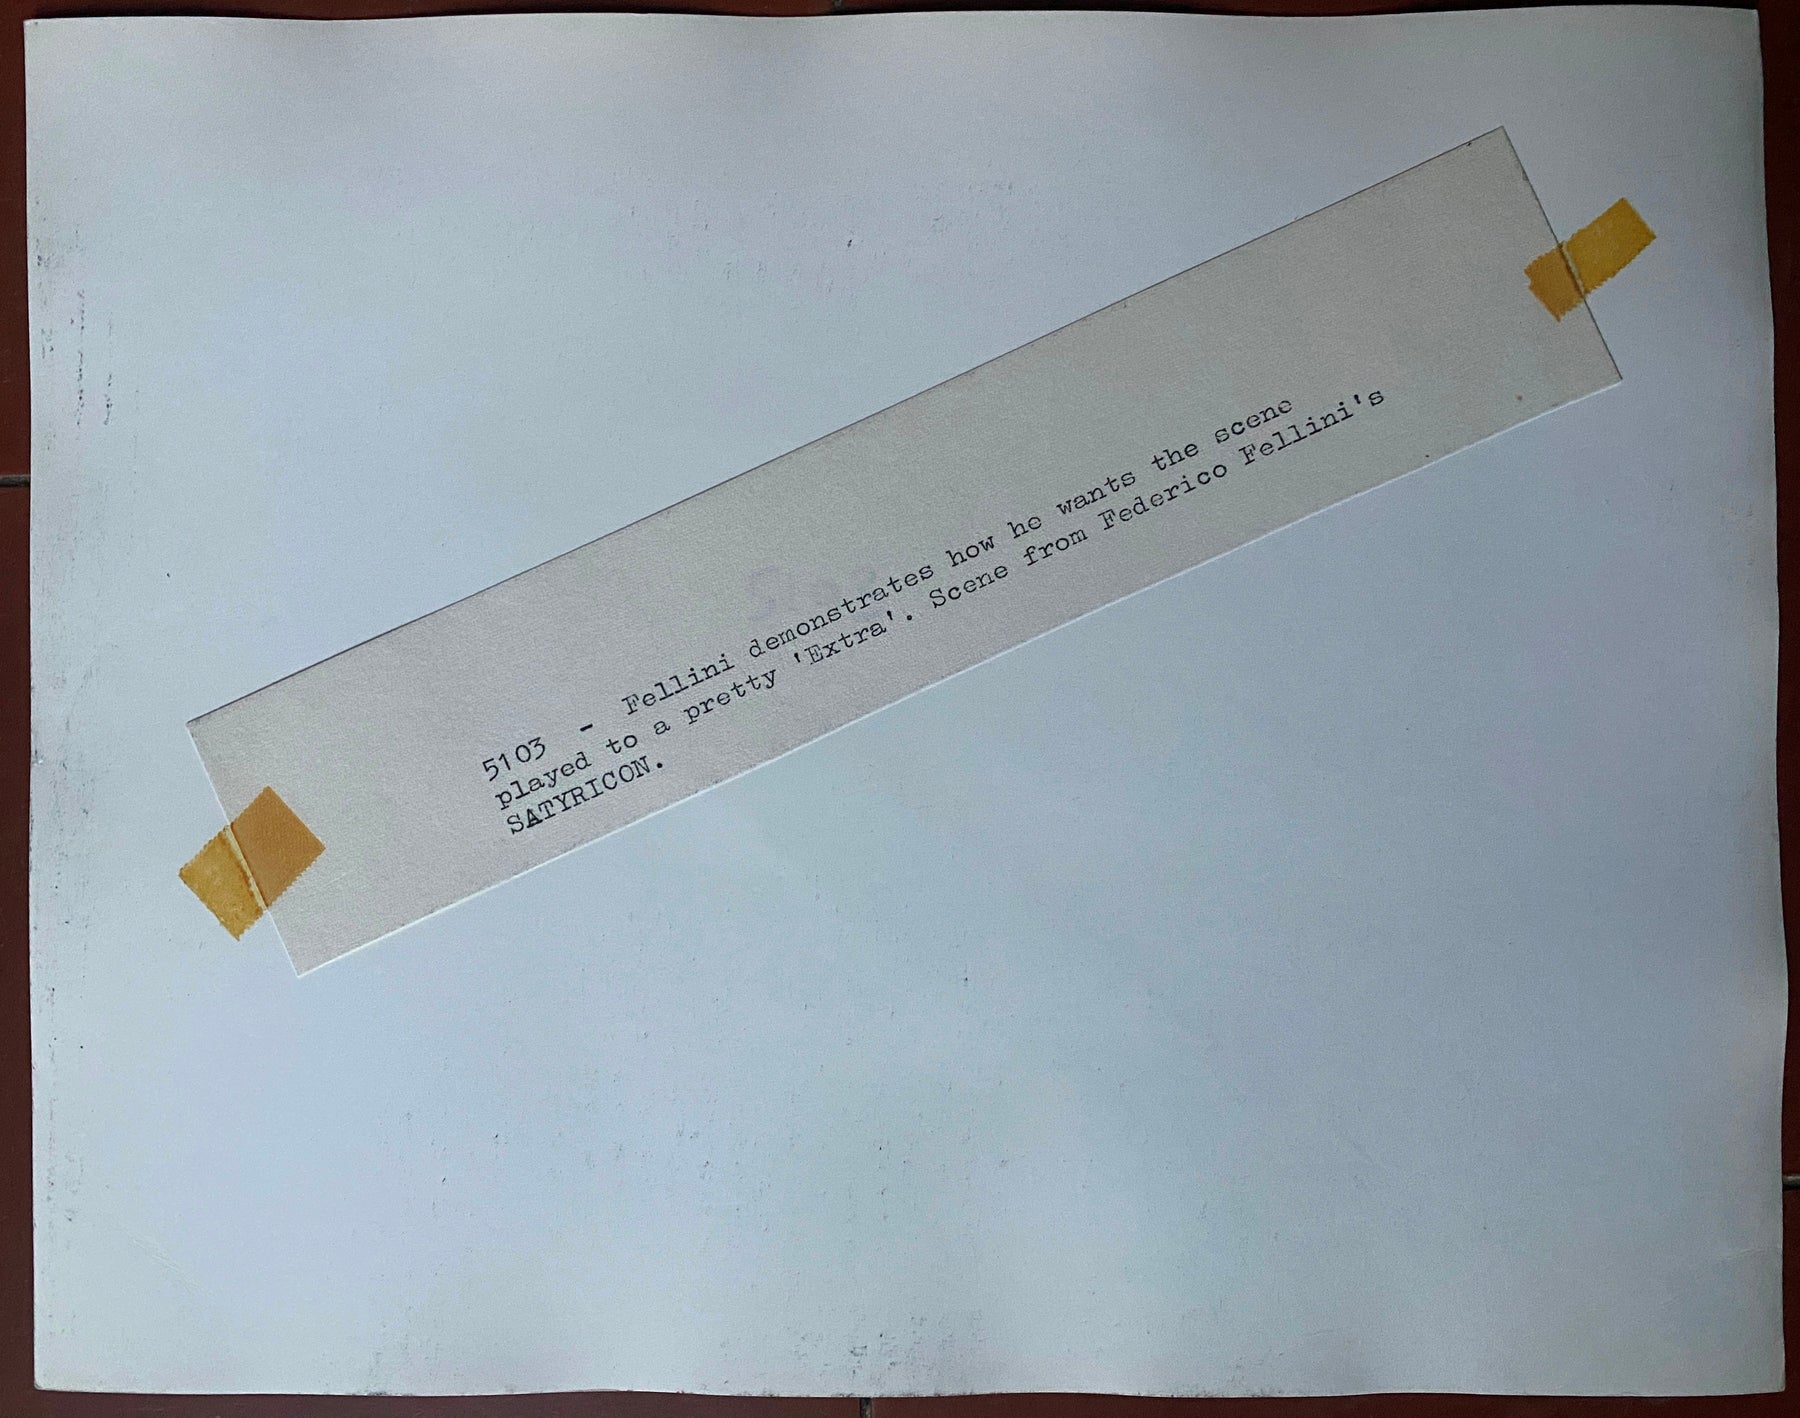 5103 - Fellini demonstrates how he wants the scene
played to a pretty 'Extra'. Scene from Federico Fellini's
SATYRICON.